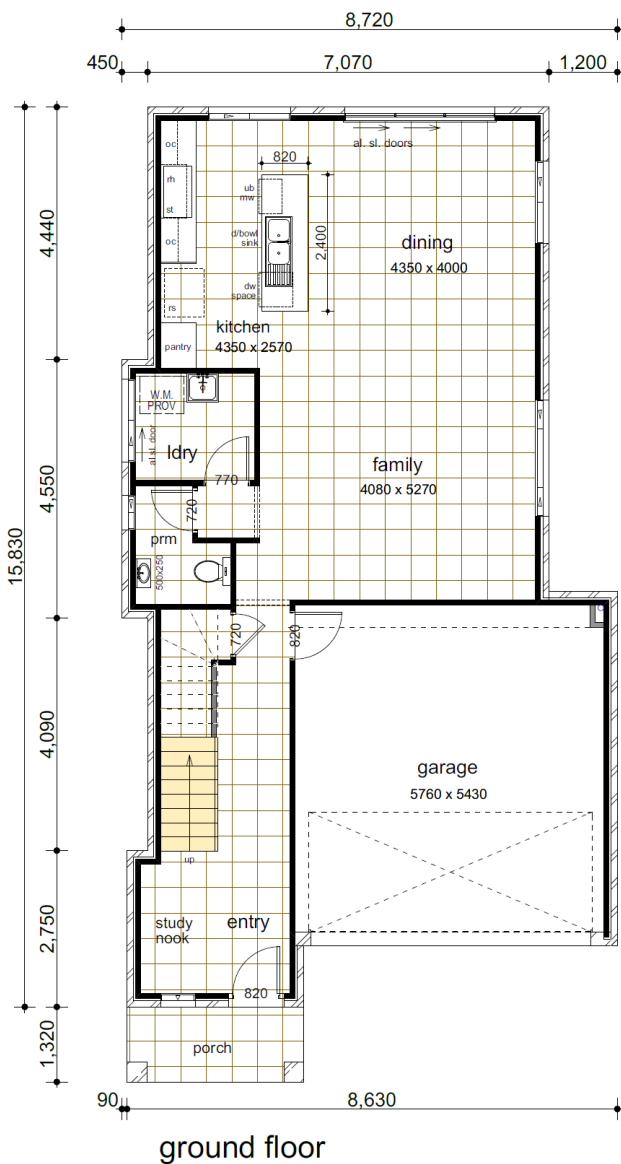 8,720
450
7,070
1,200
oc
rh
st
oc
rs
pantry
820
al. sl. doors
ub
mw
d/bowl
sink
dw
space
2,400
dining
4350 x 4000
kitchen
4350 x 2570
4,440
W.M.
PROV
al sl. door
ldry
770
family
4080 x 5270
4,550
15,830
720
prm
500x250
720
820
4,090
garage
5760 x 5430
up
study
nook
entry
2,750
820
porch
1,320
90
8,630
ground floor